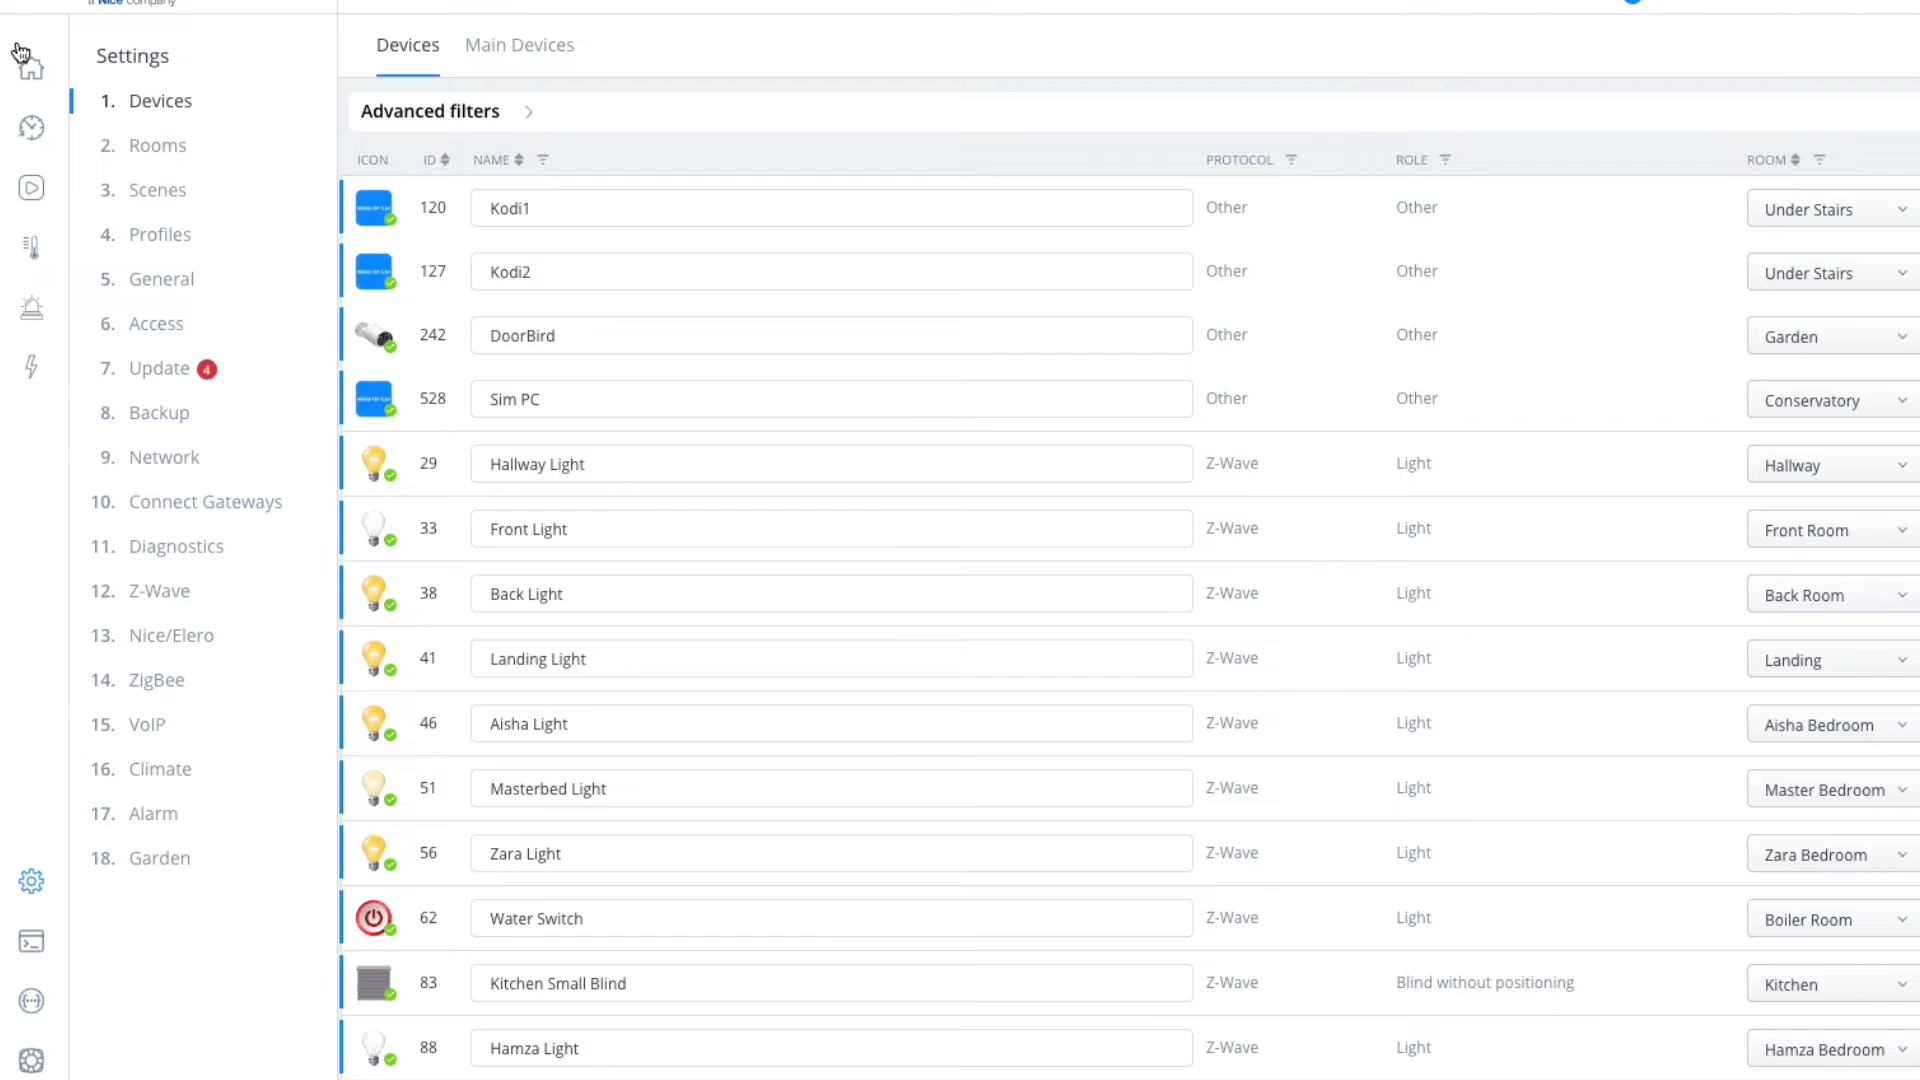 a Nice company
Settings
1. Devices
2. Rooms
3. Scenes
4. Profiles
5. General
6. Access
7. Update 4
8. Backup
9. Network
10. Connect Gateways
11. Diagnostics
12. Z-Wave
13. Nice/Elero
14. ZigBee
15. VoIP
16. Climate
17. Alarm
18. Garden
Devices Main Devices
Advanced filters
ICON ID NAME PROTOCOL ROLE ROOM
120 Kodi1 Other Other Under Stairs
127 Kodi2 Other Other Under Stairs
242 DoorBird Other Other Garden
528 Sim PC Other Other Conservatory
29 Hallway Light Z-Wave Light Hallway
33 Front Light Z-Wave Light Front Room
38 Back Light Z-Wave Light Back Room
41 Landing Light Z-Wave Light Landing
46 Aisha Light Z-Wave Light Aisha Bedroom
51 Masterbed Light Z-Wave Light Master Bedroom
56 Zara Light Z-Wave Light Zara Bedroom
62 Water Switch Z-Wave Light Boiler Room
83 Kitchen Small Blind Z-Wave Blind without positioning Kitchen
88 Hamza Light Z-Wave Light Hamza Bedroom